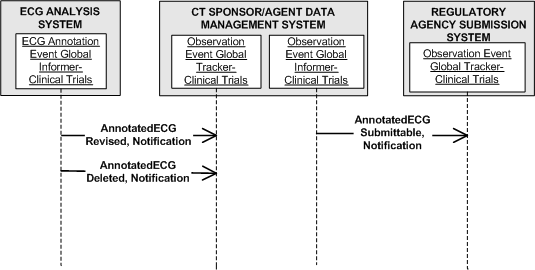 ECG ANALYSIS
SYSTEM
ECG Annotation
Event Global
Informer-
Clinical Trials
CT SPONSOR/AGENT DATA
MANAGEMENT SYSTEM
Observation
Event Global
Tracker-
Clinical Trials
Observation
Event Global
Informer-
Clinical Trials
REGULATORY
AGENCY SUBMISSION
SYSTEM
Observation Event
Global Tracker-
Clinical Trials
AnnotatedECG
Revised, Notification
AnnotatedECG
Submittable,
Notification
AnnotatedECG
Deleted, Notification